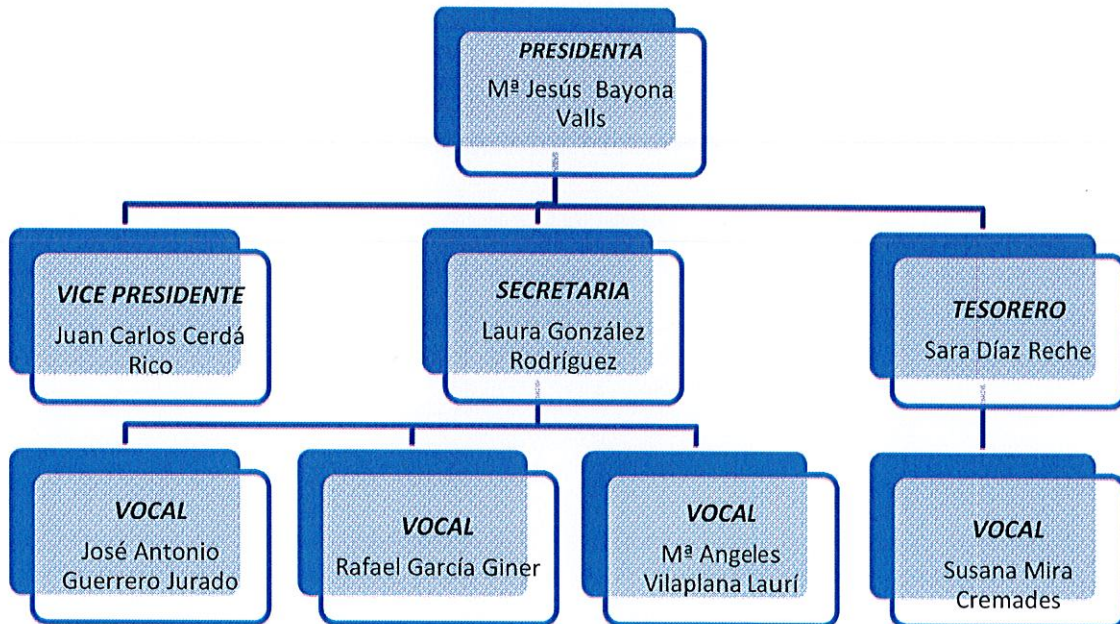 PRESIDENTA
Mª Jesús Bayona
Valls
VICE PRESIDENTE
Juan Carlos Cerdá
Rico
SECRETARIA
Laura González
Rodríguez
TESORERO
Sara Díaz Reche
VOCAL
José Antonio
Guerrero Jurado
VOCAL
Rafael García Giner
VOCAL
Mª Angeles
Vilaplana Laurí
VOCAL
Susana Mira
Cremades